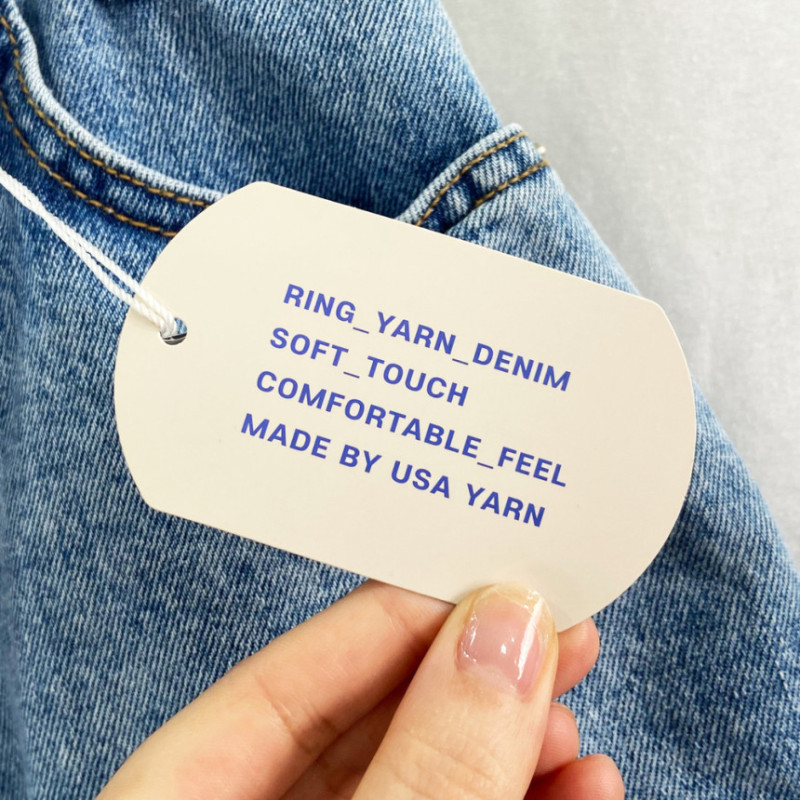 RING_YARN_DENIM
SOFT_TOUCH
COMFORTABLE_FEEL
MADE BY USA YARN